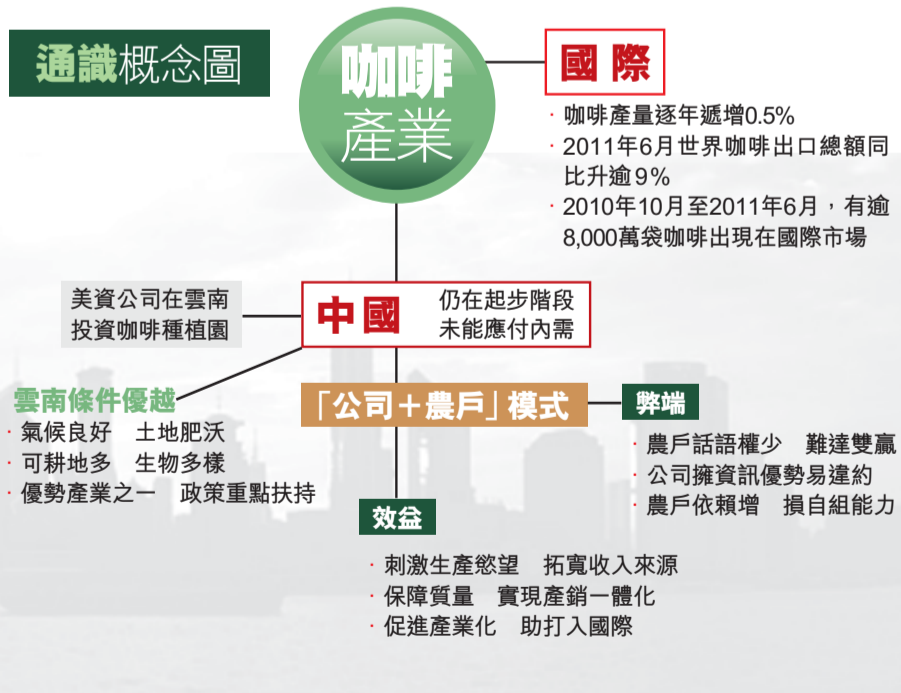 通識概念圖
咖啡
產業
國際
· 咖啡產量逐年遞增0.5%
· 2011年6月世界咖啡出口總額同
比升逾9%
· 2010年10月至2011年6月，有逾
8,000萬袋咖啡出現在國際市場
美資公司在雲南
投資咖啡種植園
中國
仍在起步階段
未能應付內需
雲南條件優越
· 氣候良好 土地肥沃
· 可耕地多 生物多樣
· 優勢產業之一 政策重點扶持
「公司＋農戶」模式
弊端
· 農戶話語權少 難達雙贏
· 公司擁資訊優勢易違約
· 農戶依賴增 損自組能力
效益
· 刺激生產慾望 拓寬收入來源
· 保障質量 實現產銷一體化
· 促進產業化 助打入國際